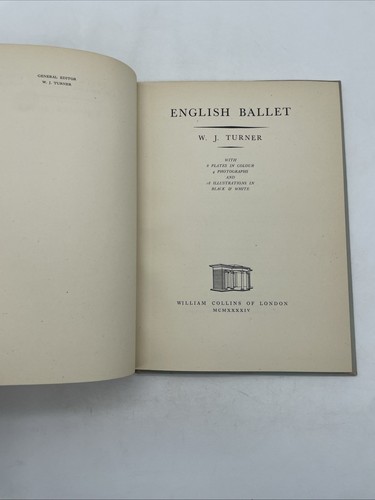 GENERAL EDITOR
W. J. TURNER
ENGLISH BALLET
W. J. TURNER
WITH
PLATES IN COLOUR
PHOTOGRAPHS
AND
ILLUSTRATIONS IN
BLACK & WHITE
WILLIAM COLLINS OF LONDON
MCMXXXXIV